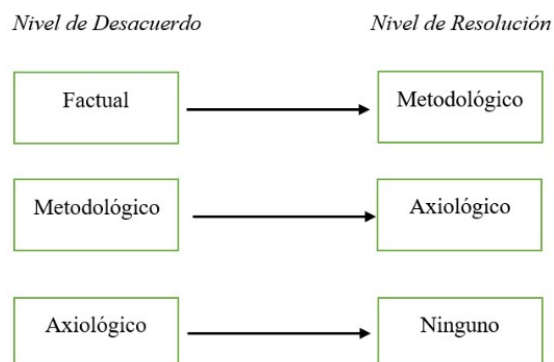 Nivel de Desacuerdo Nivel de Resolución
Factual Metodológico
Metodológico Axiológico
Axiológico Ninguno